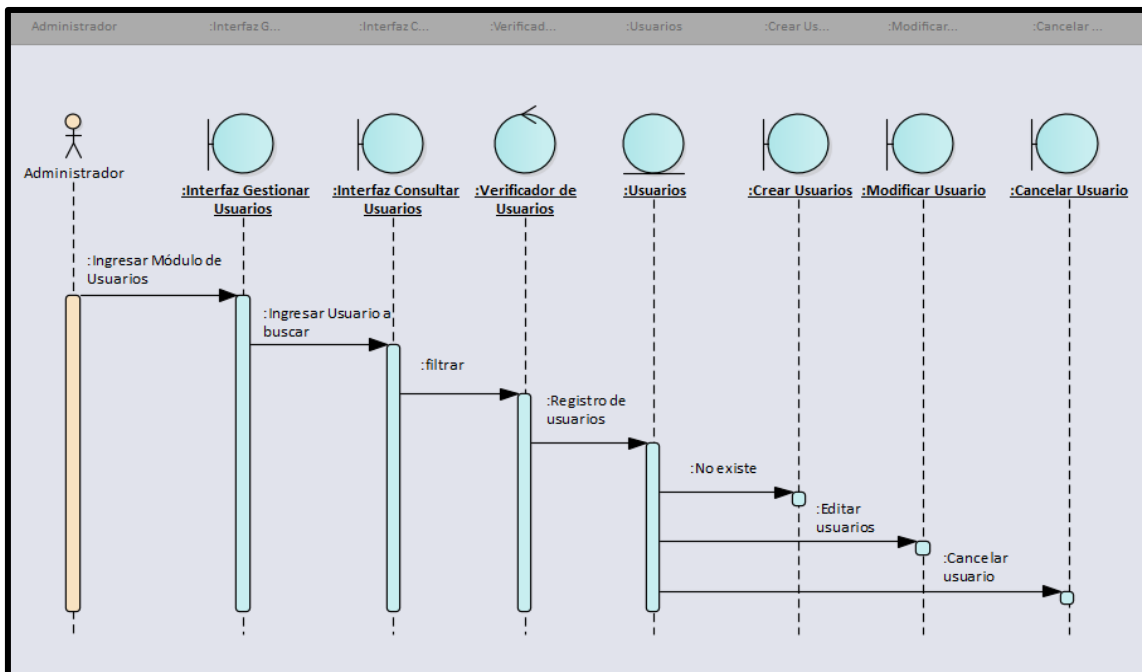 Administrador
:Interfaz G...
:Interfaz C...
:Verificad...
:Usuarios
:Crear Us...
:Modificar...
:Cancelar ...
Administrador
:Interfaz Gestionar
Usuarios
:Interfaz Consultar
Usuarios
:Verificador de
Usuarios
:Usuarios
:Crear Usuarios
:Modificar Usuario
:Cancelar Usuario
:Ingresar Módulo de
Usuarios
:Ingresar Usuario a
buscar
:filtrar
:Registro de
usuarios
:No existe
:Editar
usuarios
:Cancelar
usuario